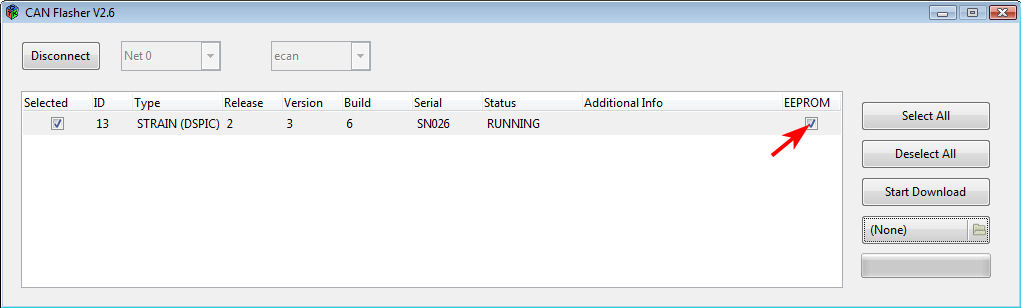 CAN Flasher V2.6
Disconnect Net 0 ecan
Selected ID Type Release Version Build Serial Status Additional Info EEPROM
13 STRAIN (DSPIC) 2 3 6 SN026 RUNNING
Select All
Deselect All
Start Download
(None)